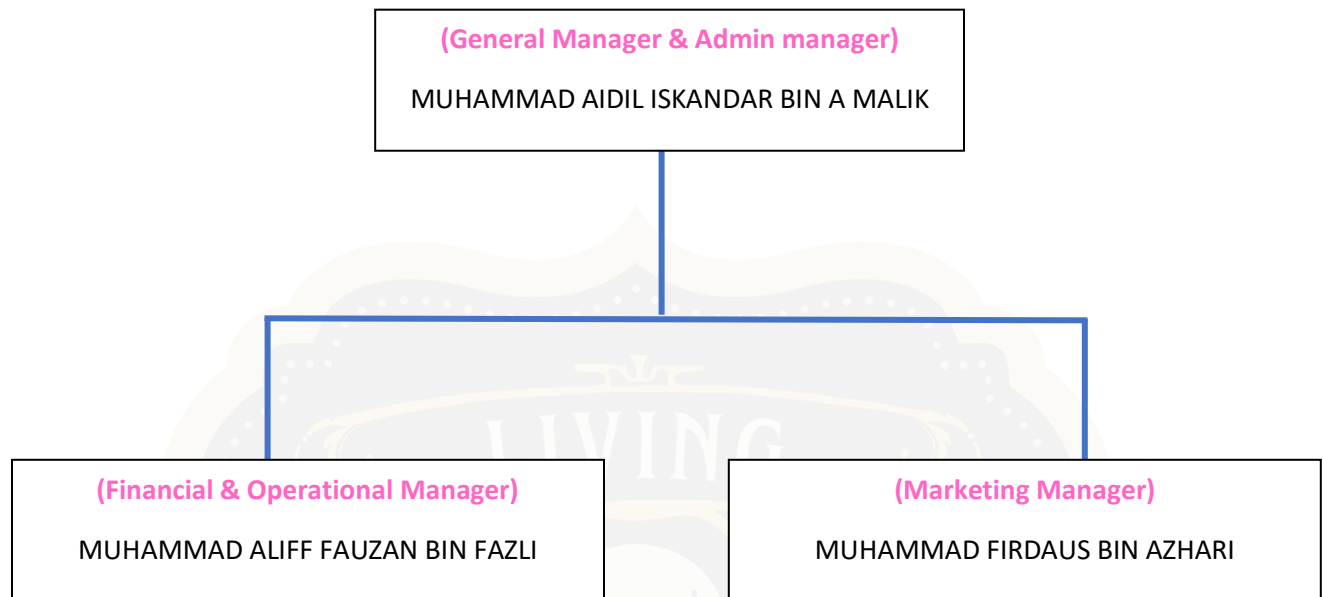 (General Manager & Admin manager)
MUHAMMAD AIDIL ISKANDAR BIN A MALIK
LIVING
(Financial & Operational Manager)
MUHAMMAD ALIFF FAUZAN BIN FAZLI
(Marketing Manager)
MUHAMMAD FIRDAUS BIN AZHARI